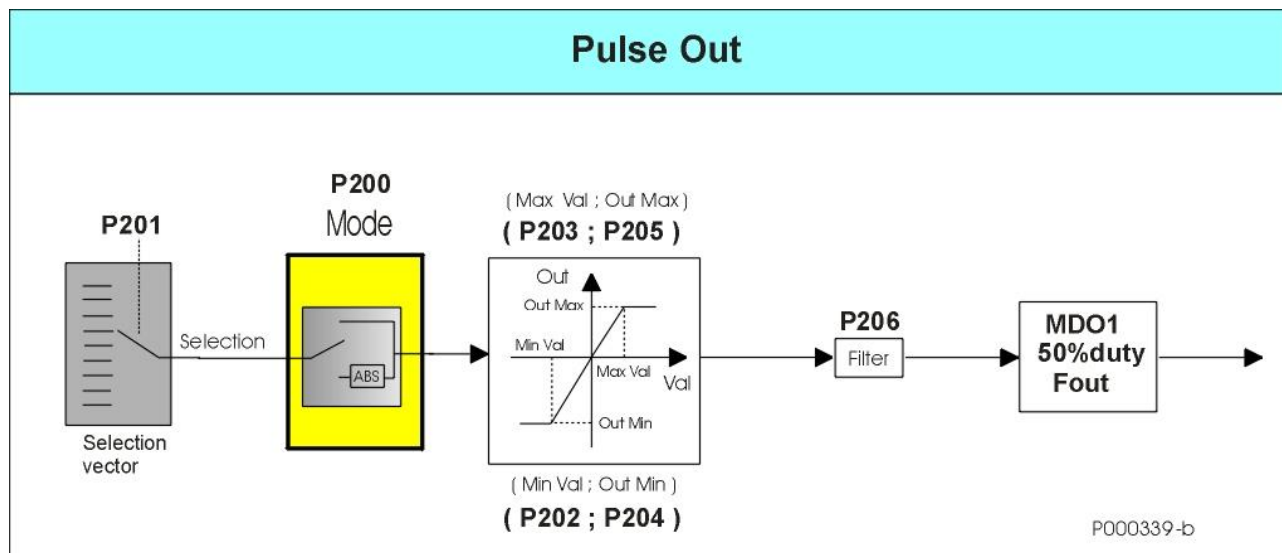 Pulse Out
P201
Selection
Selection
vector
P200
Mode
ABS
( Max Val ; Out Max )
( P203 ; P205 )
Out
Out Max
Min Val
Max Val
Val
Out Min
( Min Val ; Out Min )
( P202 ; P204 )
P206
Filter
MDO1
50%duty
Fout
P000339-b